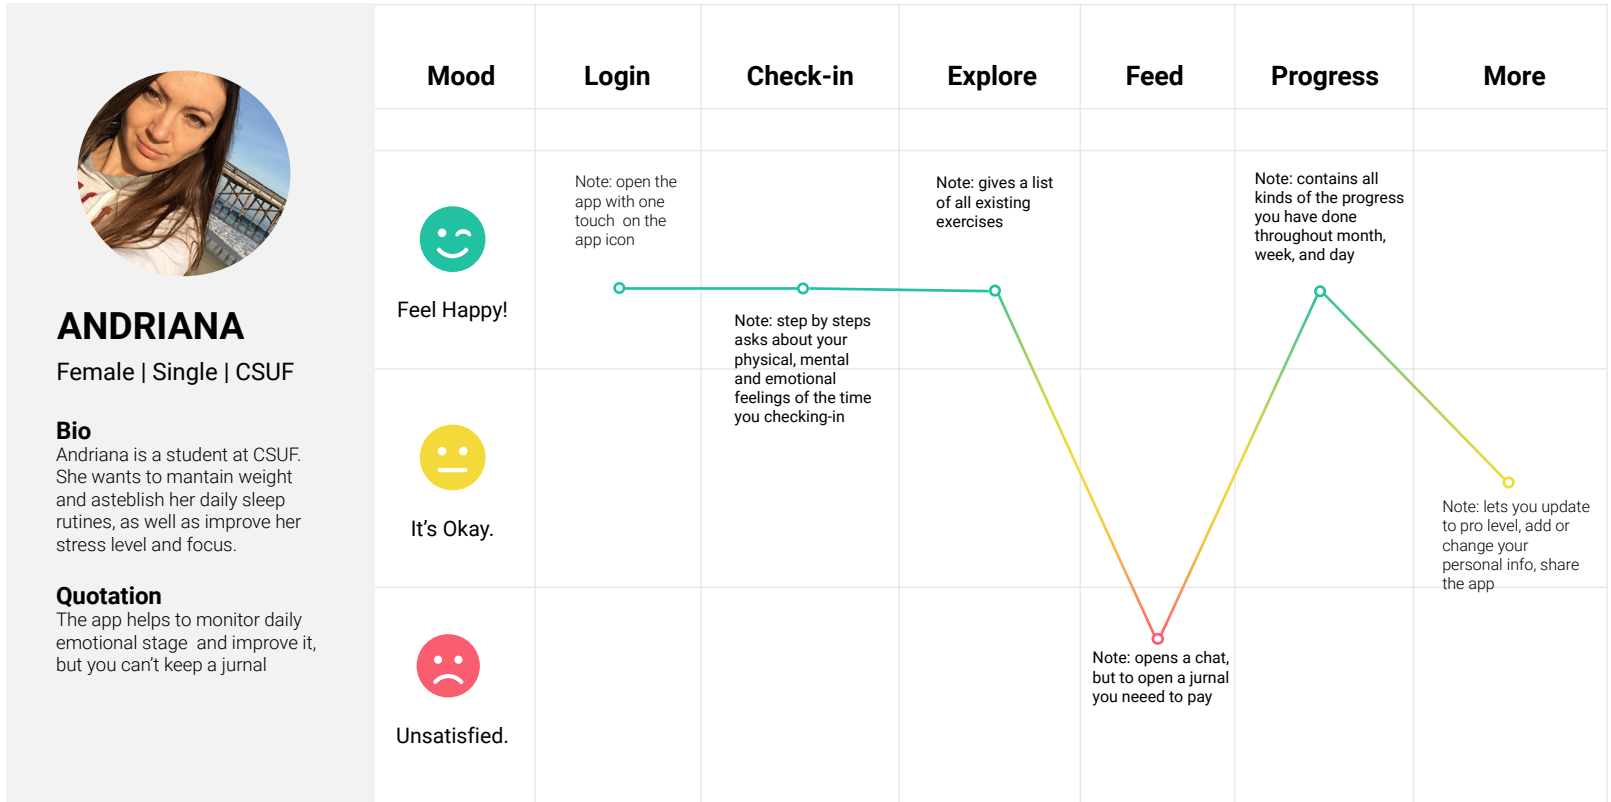 ANDRIANA
Female | Single | CSUF
Bio
Andriana is a student at CSUF.
She wants to mantain weight
and asteblish her daily sleep
rutines, as well as improve her
stress level and focus.
Quotation
The app helps to monitor daily
emotional stage  and improve it,
but you can't keep a jurnal
Mood
Login
Check-in
Explore
Feed
Progress
More
Feel Happy!
It's Okay.
Unsatisfied.
Note: open the
app with one
touch  on the
app icon
Note: step by steps
asks about your
physical, mental
and emotional
feelings of the time
you checking-in
Note: gives a list
of all existing
exercises
Note: opens a chat,
but to open a jurnal
you neeed to pay
Note: contains all
kinds of the progress
you have done
throughout month,
week, and day
Note: lets you update
to pro level, add or
change your
personal info, share
the app